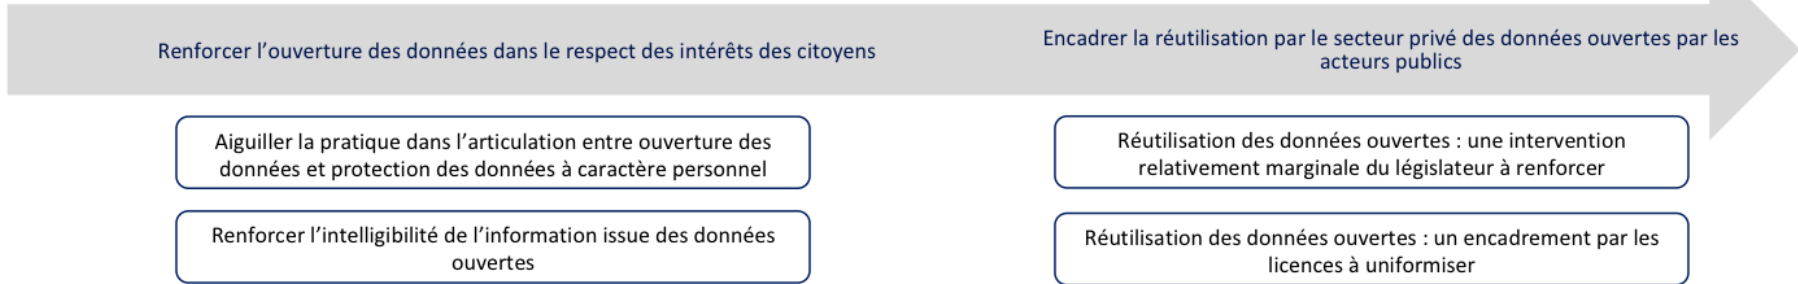 Renforcer l’ouverture des données dans le respect des intérêts des citoyens
Encadrer la réutilisation par le secteur privé des données ouvertes par les
acteurs publics
Aiguiller la pratique dans l’articulation entre ouverture des
données et protection des données à caractère personnel
Renforcer l’intelligibilité de l’information issue des données
ouvertes
Réutilisation des données ouvertes : une intervention
relativement marginale du législateur à renforcer
Réutilisation des données ouvertes : un encadrement par les
licences à uniformiser